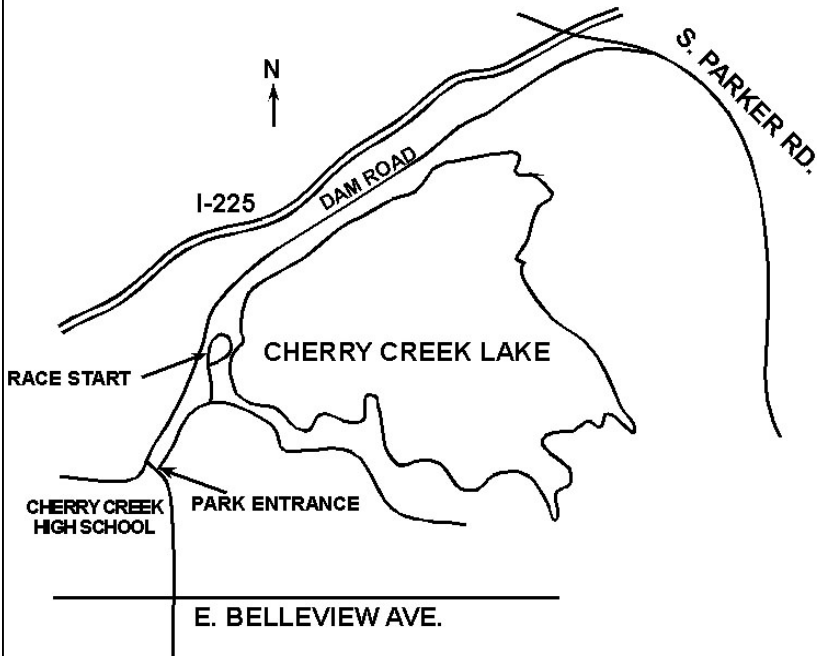 S. PARKER RD.
N
DAM ROAD
I-225
CHERRY CREEK LAKE
RACE START
PARK ENTRANCE
CHERRY CREEK
HIGH SCHOOL
E. BELLEVIEW AVE.